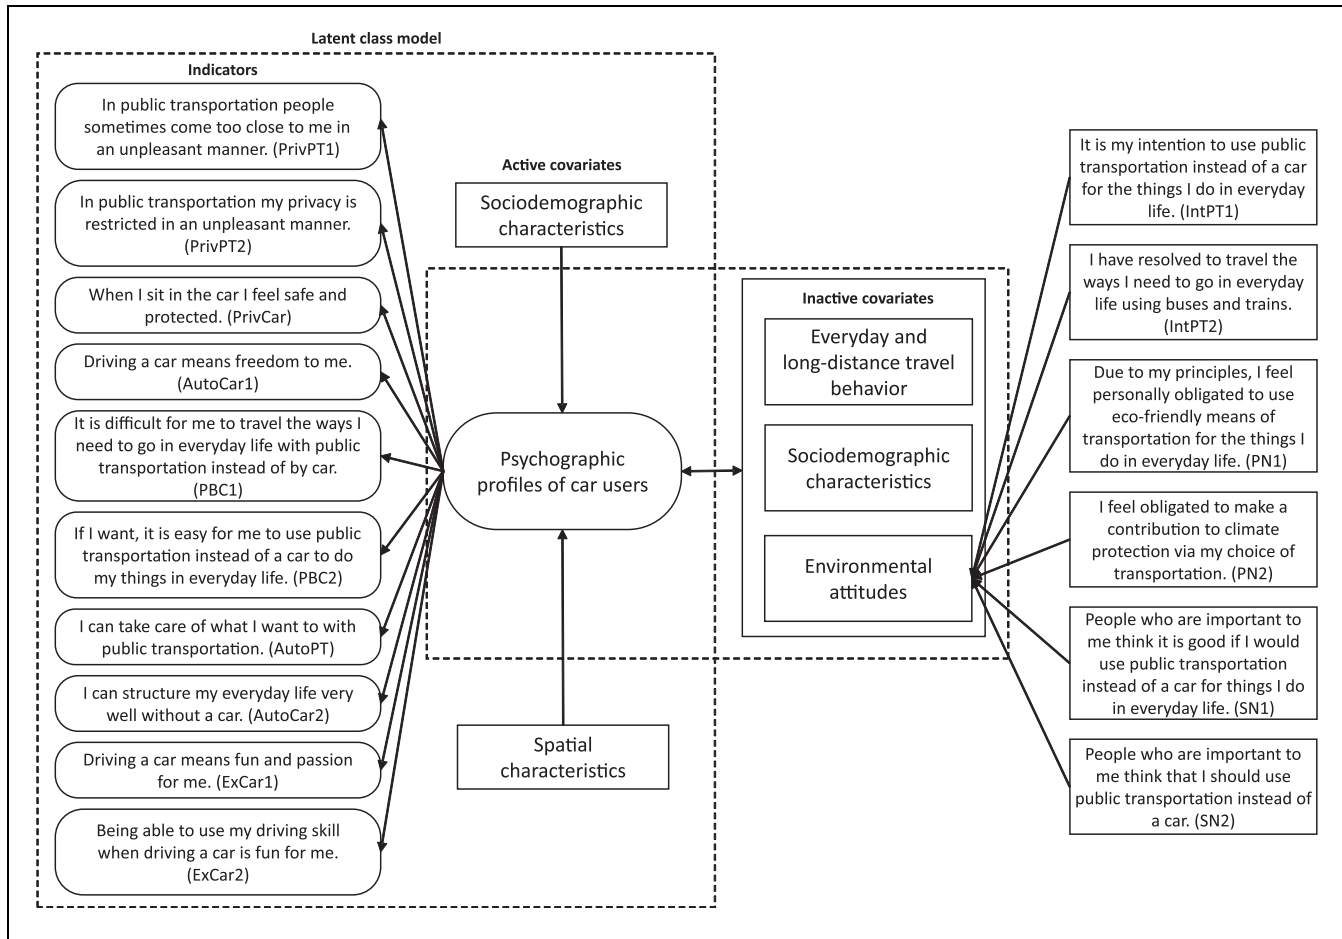 Latent class model
Indicators
In public transportation people
sometimes come too close to me in
an unpleasant manner. (PrivPT1)
In public transportation my privacy is
restricted in an unpleasant manner.
(PrivPT2)
When I sit in the car I feel safe and
protected. (PrivCar)
Driving a car means freedom to me.
(AutoCar1)
It is difficult for me to travel the ways I
need to go in everyday life with public
transportation instead of by car.
(PBC1)
If I want, it is easy for me to use public
transportation instead of a car to do
my things in everyday life. (PBC2)
I can take care of what I want to with
public transportation. (AutoPT)
I can structure my everyday life very
well without a car. (AutoCar2)
Driving a car means fun and passion
for me. (ExCar1)
Being able to use my driving skill
when driving a car is fun for me.
(ExCar2)
Active covariates
Sociodemographic
characteristics
Psychographic
profiles of car users
Spatial
characteristics
Inactive covariates
Everyday and
long-distance travel
behavior
Sociodemographic
characteristics
Environmental
attitudes
It is my intention to use public
transportation instead of a car
for the things I do in everyday
life. (IntPT1)
I have resolved to travel the
ways I need to go in everyday
life using buses and trains.
(IntPT2)
Due to my principles, I feel
personally obligated to use
eco-friendly means of
transportation for the things I
do in everyday life. (PN1)
I feel obligated to make a
contribution to climate
protection via my choice of
transportation. (PN2)
People who are important to
me think it is good if I would
use public transportation
instead of a car for things I do
in everyday life. (SN1)
People who are important to
me think that I should use
public transportation instead of
a car. (SN2)